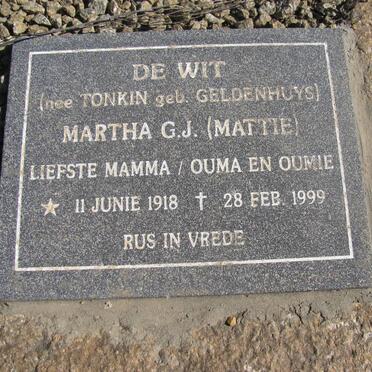 DE WIT
(nee TONKIN geb. GELDENHUYS)
MARTHA G.J. (MATTIE)
LIEFSTE MAMMA / OUMA EN OUMIE
★ 11 JUNIE 1918 † 28 FEB. 1999
RUS IN VREDE